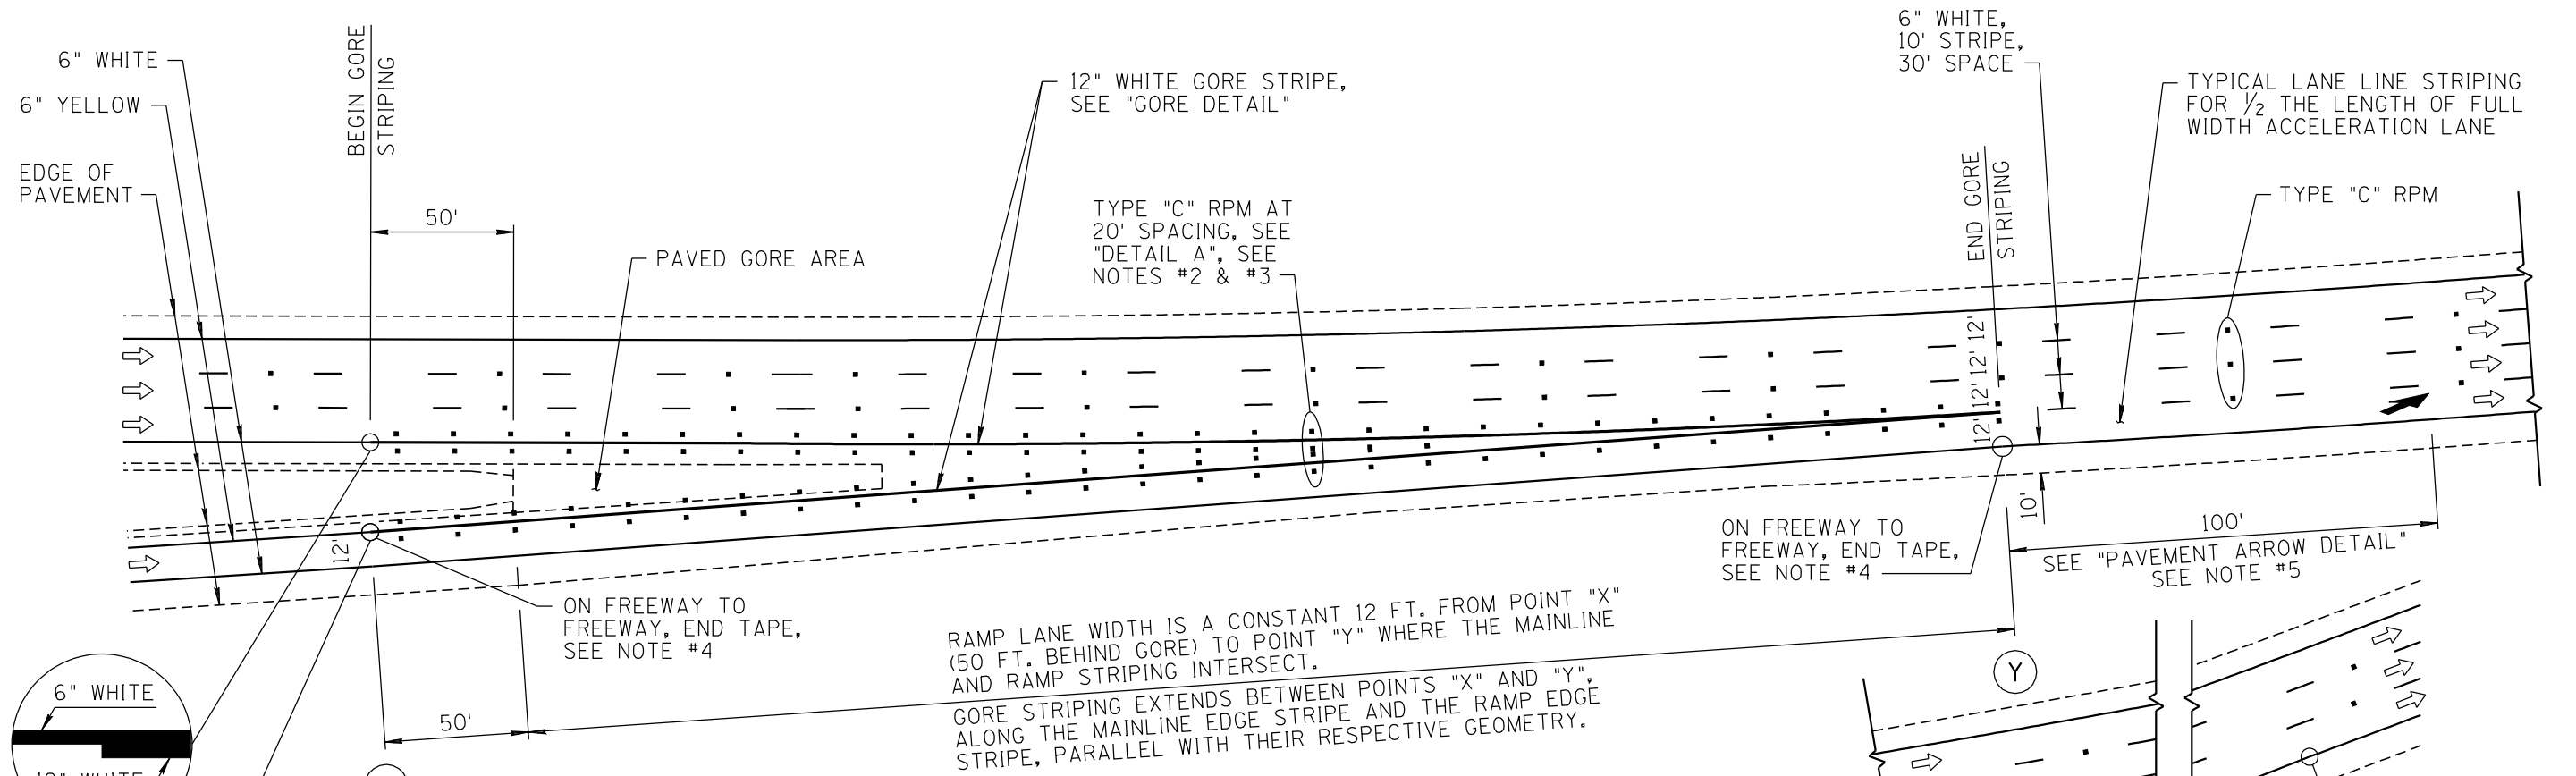 6" WHITE
6" YELLOW
EDGE OF
PAVEMENT
BEGIN GORE
STRIPING
50'
PAVED GORE AREA
12" WHITE GORE STRIPE,
SEE "GORE DETAIL"
TYPE "C" RPM AT
20' SPACING, SEE
"DETAIL A", SEE
NOTES #2 & #3
6" WHITE,
10' STRIPE,
30' SPACE
TYPICAL LANE LINE STRIPING
FOR ½ THE LENGTH OF FULL
WIDTH ACCELERATION LANE
TYPE "C" RPM
END GORE
STRIPING
12'
12'
12'
12'
10'
12'
ON FREEWAY TO
FREEWAY, END TAPE,
SEE NOTE #4
ON FREEWAY TO
FREEWAY, END TAPE,
SEE NOTE #4
100'
SEE "PAVEMENT ARROW DETAIL"
SEE NOTE #5
RAMP LANE WIDTH IS A CONSTANT 12 FT. FROM POINT "X"
(50 FT. BEHIND GORE) TO POINT "Y" WHERE THE MAINLINE
AND RAMP STRIPING INTERSECT.
GORE STRIPING EXTENDS BETWEEN POINTS "X" AND "Y",
ALONG THE MAINLINE EDGE STRIPE AND THE RAMP EDGE
STRIPE, PARALLEL WITH THEIR RESPECTIVE GEOMETRY.
50'
Y
6" WHITE